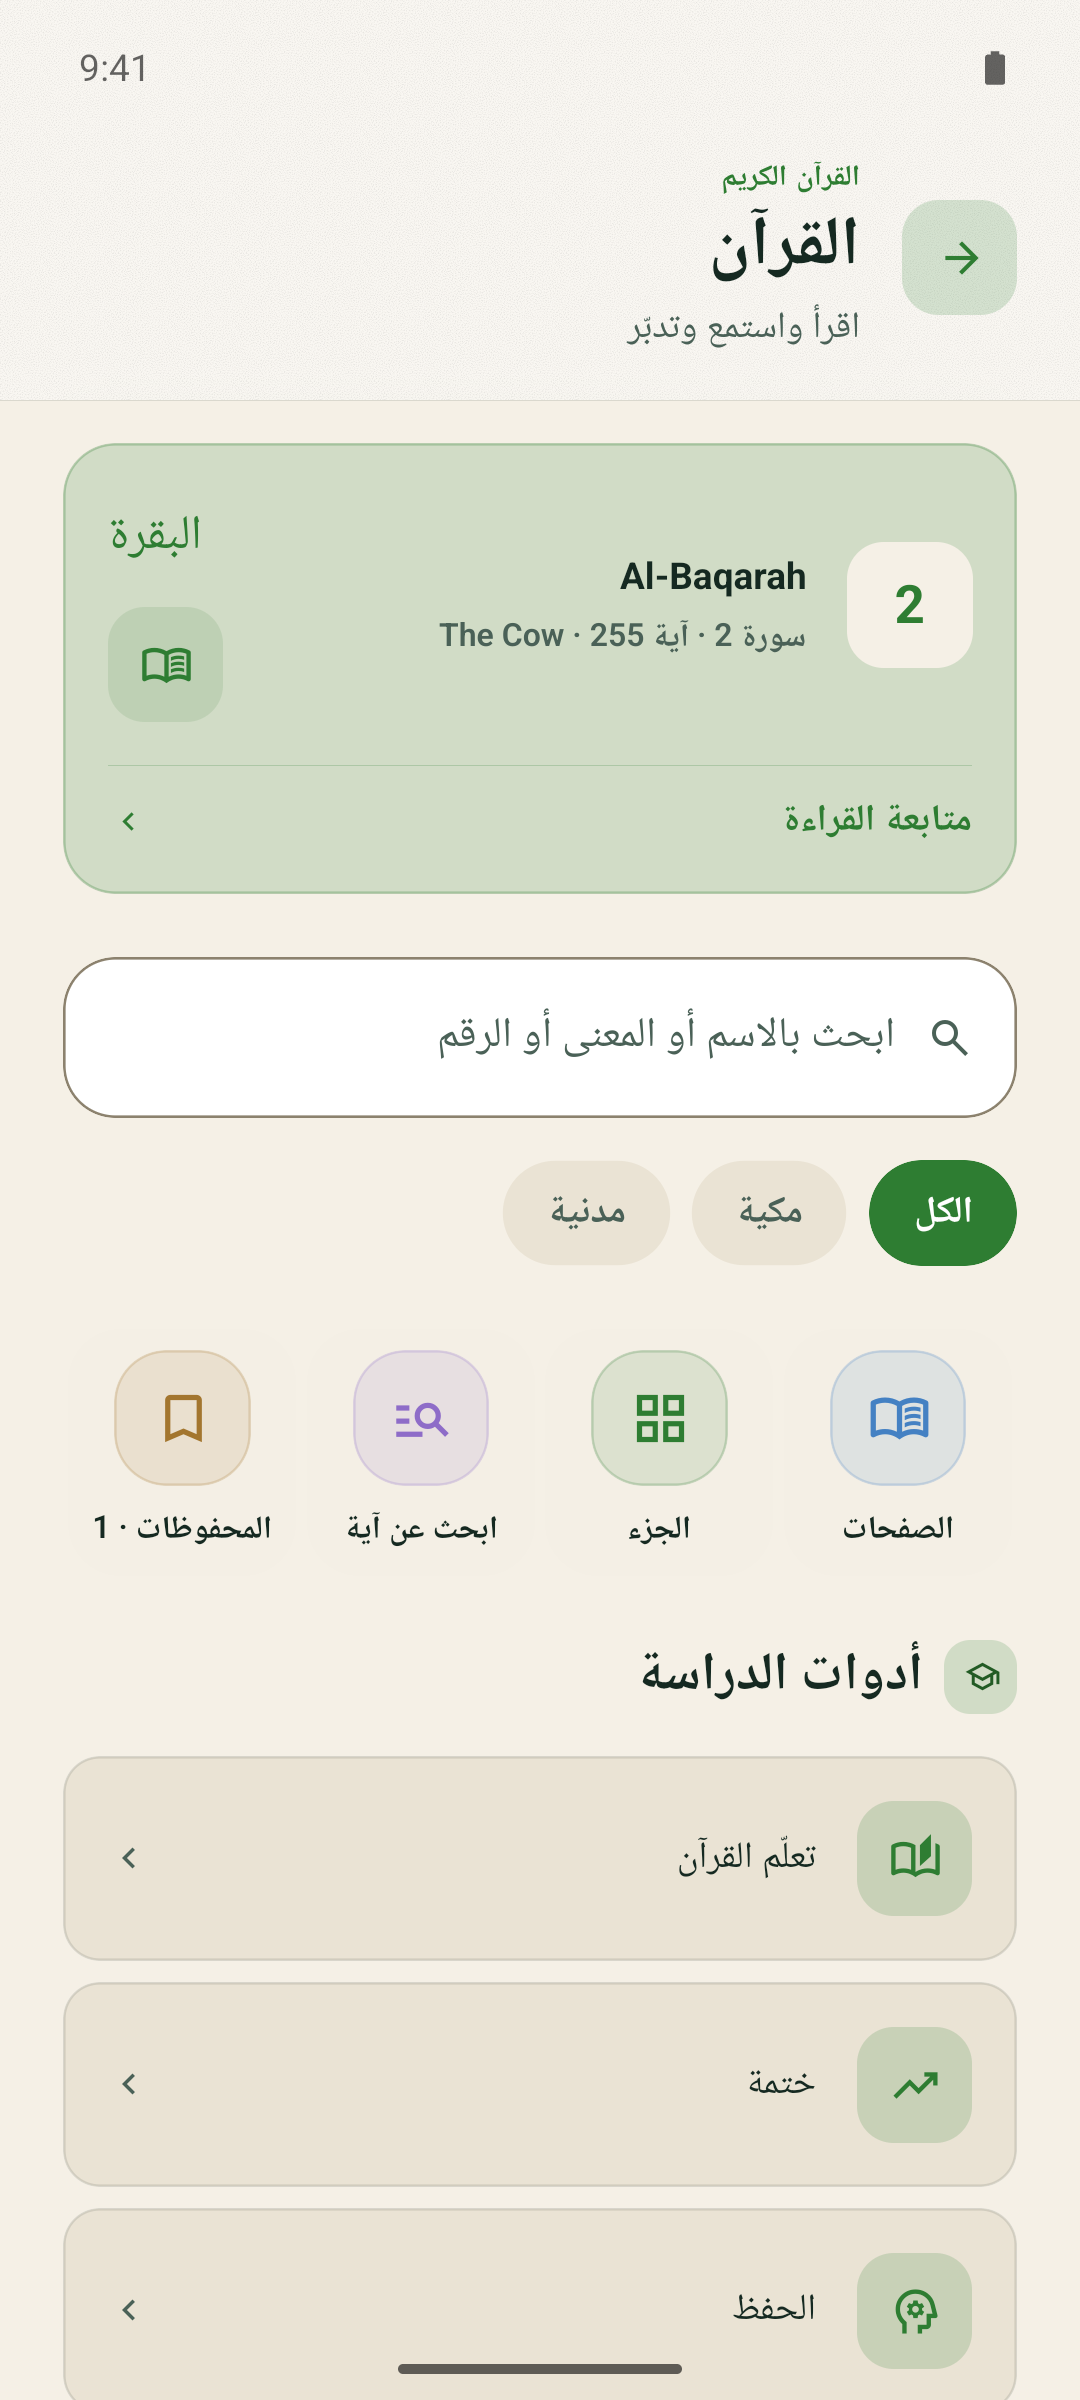 9:41
القرآن الكريم
القرآن
اقرأ واستمع وتدبّر
البقرة
2
Al-Baqarah
سورة 2 · آية 255 · The Cow
متابعة القراءة
ابحث بالاسم أو المعنى أو الرقم
الكل
مكية
مدنية
الصفحات
الجزء
ابحث عن آية
المحفوظات · 1
أدوات الدراسة
تعلّم القرآن
ختمة
الحفظ